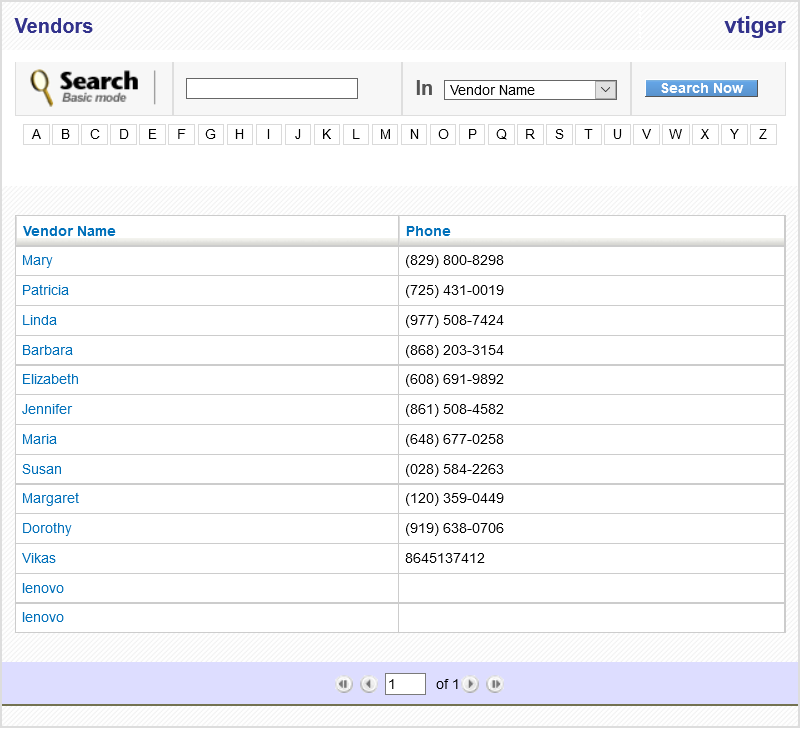 Vendors vtiger
Search In Vendor Name Search Now
Basic mode
A B C D E F G H I J K L M N O P Q R S T U V W X Y Z
Vendor Name Phone
Mary (829) 800-8298
Patricia (725) 431-0019
Linda (977) 508-7424
Barbara (868) 203-3154
Elizabeth (608) 691-9892
Jennifer (861) 508-4582
Maria (648) 677-0258
Susan (028) 584-2263
Margaret (120) 359-0449
Dorothy (919) 638-0706
Vikas 8645137412
lenovo
lenovo
1 of 1